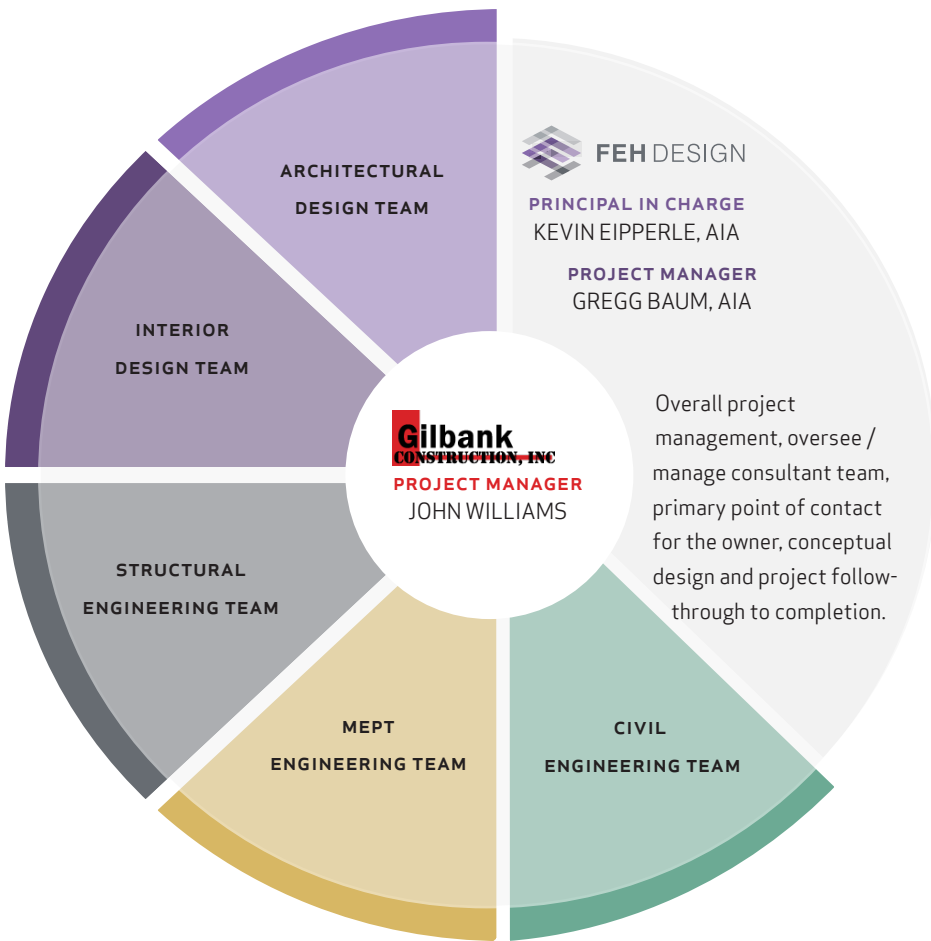 ARCHITECTURAL
DESIGN TEAM
FEH DESIGN
PRINCIPAL IN CHARGE
KEVIN EIPPERLE, AIA
PROJECT MANAGER
GREGG BAUM, AIA
Overall project
management, oversee /
manage consultant team,
primary point of contact
for the owner, conceptual
design and project follow-
through to completion.
INTERIOR
DESIGN TEAM
Gilbank
CONSTRUCTION, INC
PROJECT MANAGER
JOHN WILLIAMS
STRUCTURAL
ENGINEERING TEAM
MEPT
ENGINEERING TEAM
CIVIL
ENGINEERING TEAM